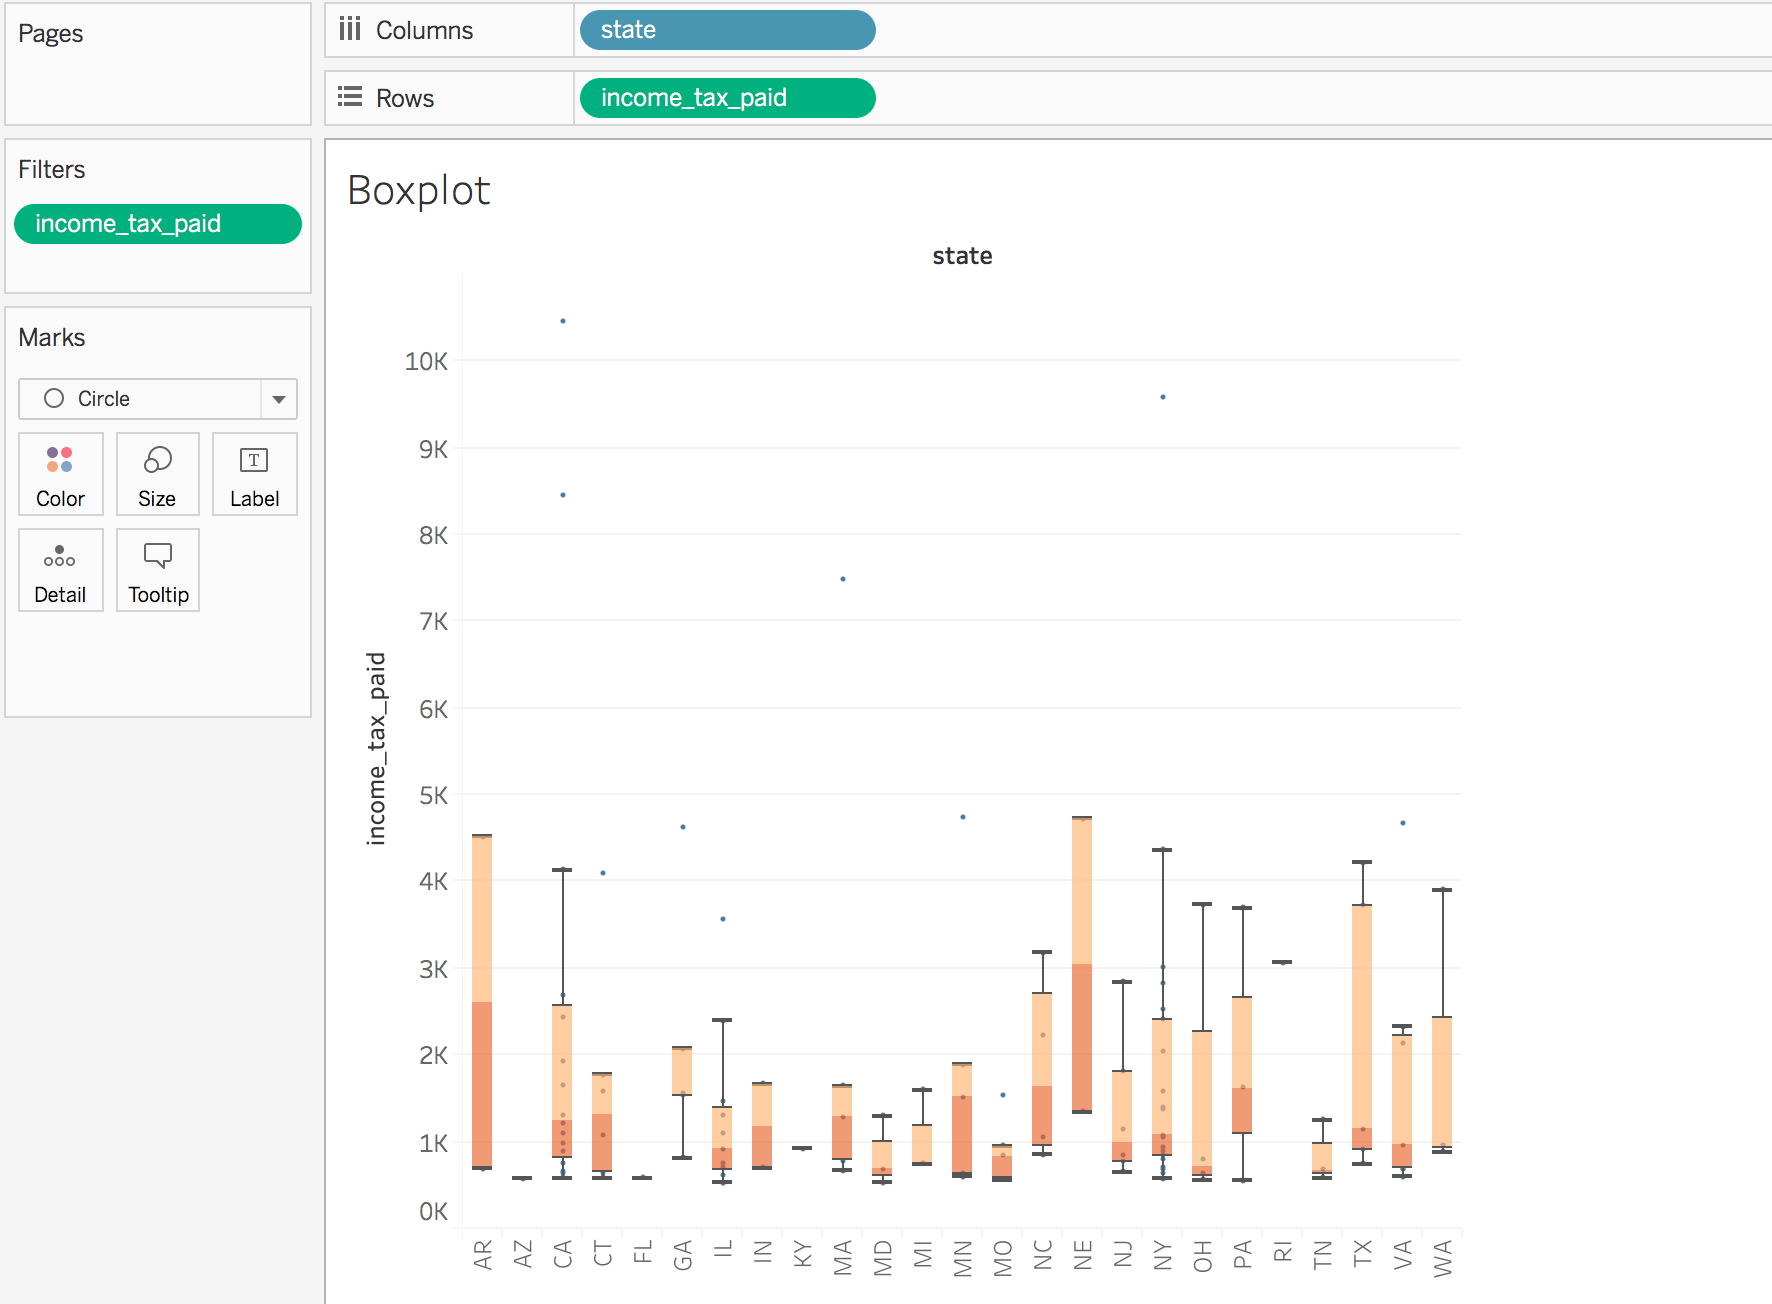 Pages
Columns
state
Rows
income_tax_paid
Filters
income_tax_paid
Marks
Circle
Color
Size
T
Label
Detail
Tooltip
Boxplot
state
income_tax_paid
10K
9K
8K
7K
6K
5K
4K
3K
2K
1K
0K
AR AZ CA CT FL GA IL IN KY MA MD MI MN MO NC NE NJ NY OH PA RI TN TX VA WA